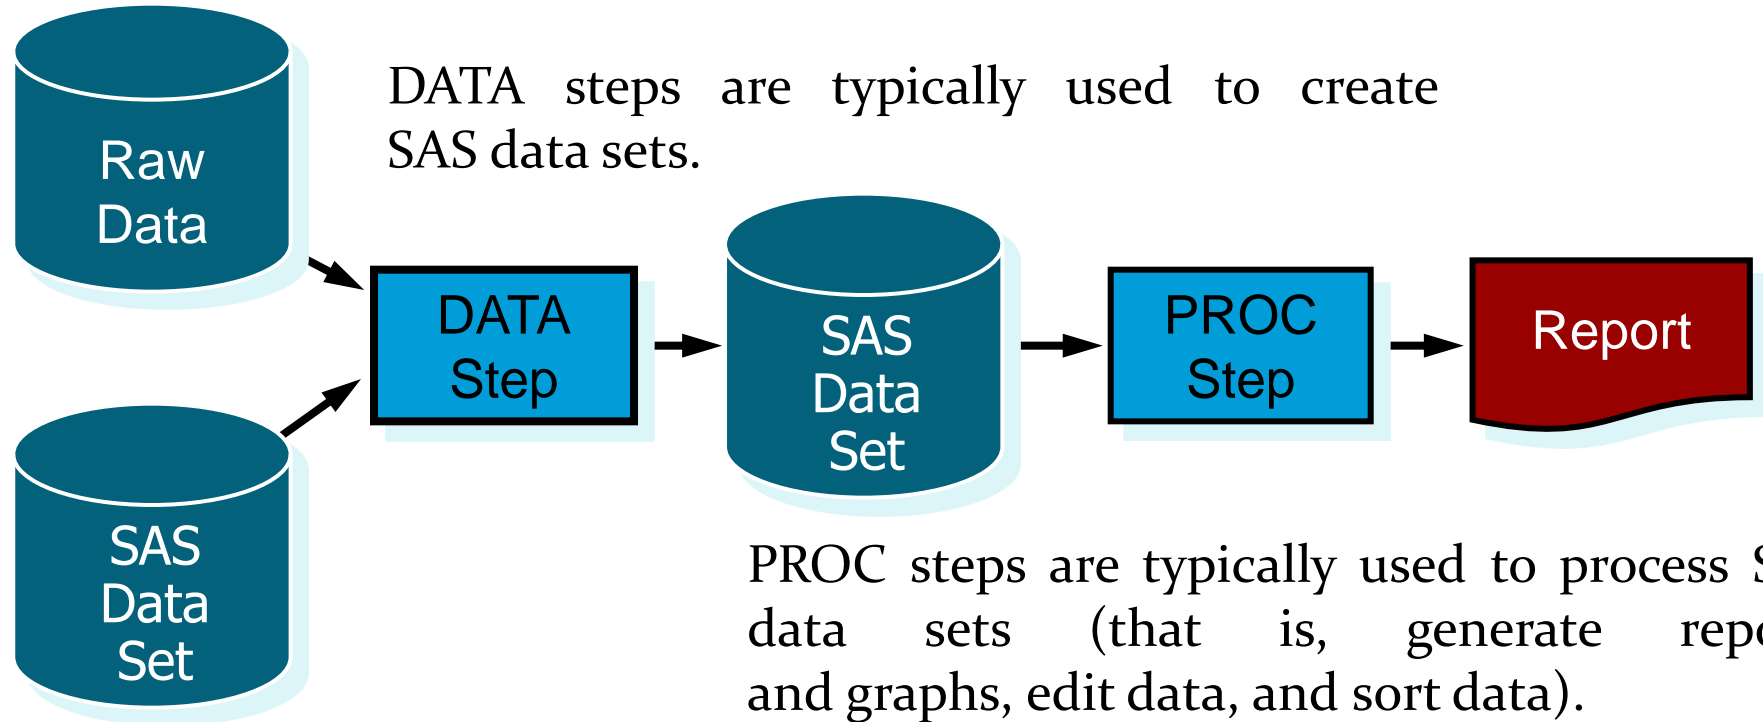 DATA steps are typically used to create
SAS data sets.
Raw
Data
DATA
Step
SAS
Data
Set
PROC
Step
Report
SAS
Data
Set
PROC steps are typically used to process
data sets (that is, generate
and graphs, edit data, and sort data).